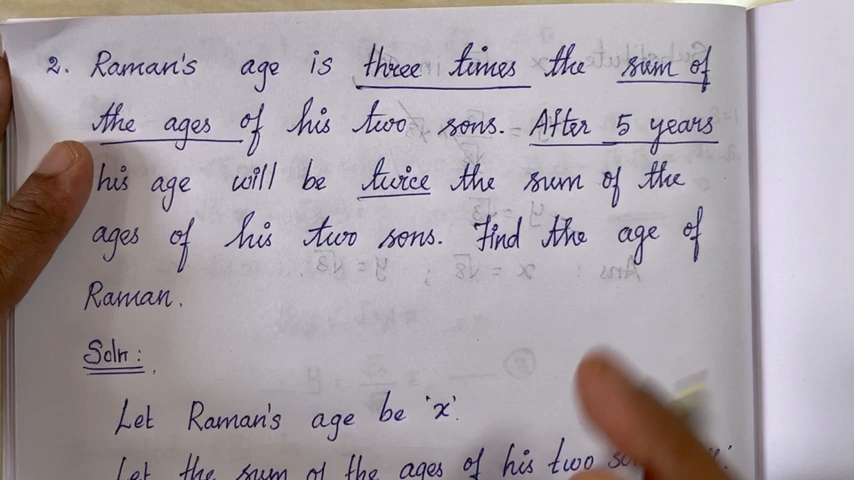 2. Raman's age is three times the sum of
the ages of his two sons. After 5 years
his age will be twice the sum of the
ages of his two sons. Find the age of
Raman.
Soln:
Let Raman's age be 'x'.
Let the sum of the ages of his two